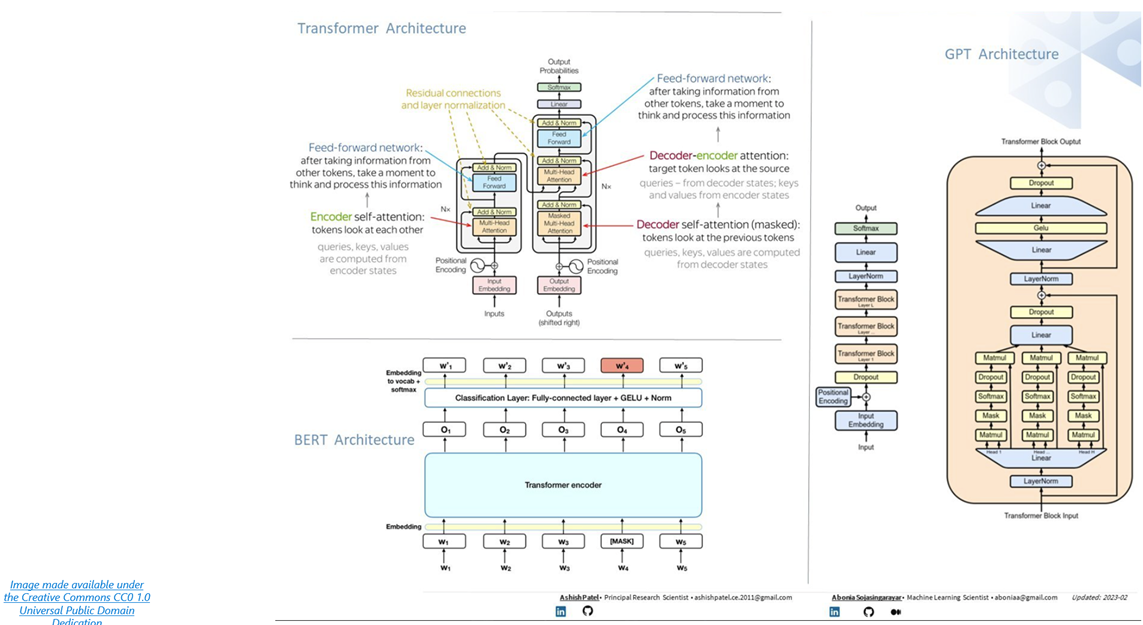 Transformer Architecture
Output
Probabilities
Softmax
Linear
Add & Norm
Feed
Forward
Add & Norm
Multi-Head
Attention
Add & Norm
Masked
Multi-Head
Attention
Nx
Positional
Encoding
Output
Embedding
Outputs
(shifted right)
Add & Norm
Feed
Forward
Nx
Add & Norm
Multi-Head
Attention
Positional
Encoding
Input
Embedding
Inputs
Residual connections
and layer normalization
Feed-forward network:
after taking information from
other tokens, take a moment to
think and process this information
Encoder self-attention:
tokens look at each other
queries, keys, values
are computed from
encoder states
Feed-forward network:
after taking information from
other tokens, take a moment to
think and process this information
Decoder-encoder attention:
target token looks at the source
queries – from decoder states; keys
and values from encoder states
Decoder self-attention (masked):
tokens look at the previous tokens
queries, keys, values are computed
from decoder states
BERT Architecture
w'1 w'2 w'3 w'4 w'5
Embedding
to vocab +
softmax
Classification Layer: Fully-connected layer + GELU + Norm
O1 O2 O3 O4 O5
Transformer encoder
Embedding
w1 w2 w3 [MASK] w5
w1 w2 w3 w4 w5
GPT Architecture
Output
Softmax
Linear
LayerNorm
Transformer Block
Layer L
Transformer Block
Layer ...
Transformer Block
Layer 1
Dropout
Positional
Encoding
Input
Embedding
Input
Transformer Block Ouptut
Dropout
Linear
Gelu
Linear
LayerNorm
Dropout
Linear
Matmul Matmul Matmul
Dropout Dropout Dropout
Softmax Softmax Softmax
Mask Mask Mask
Matmul Matmul Matmul
Head 1 Head ... Head H
Linear
LayerNorm
Transformer Block Input
Image made available under
the Creative Commons CC0 1.0
Universal Public Domain
Dedication
Ashish Patel • Principal Research Scientist • ashishpatel.ce.2011@gmail.com
in
Abonia Sojasingarayar • Machine Learning Scientist • aboniaa@gmail.com
Updated: 2023-02
in